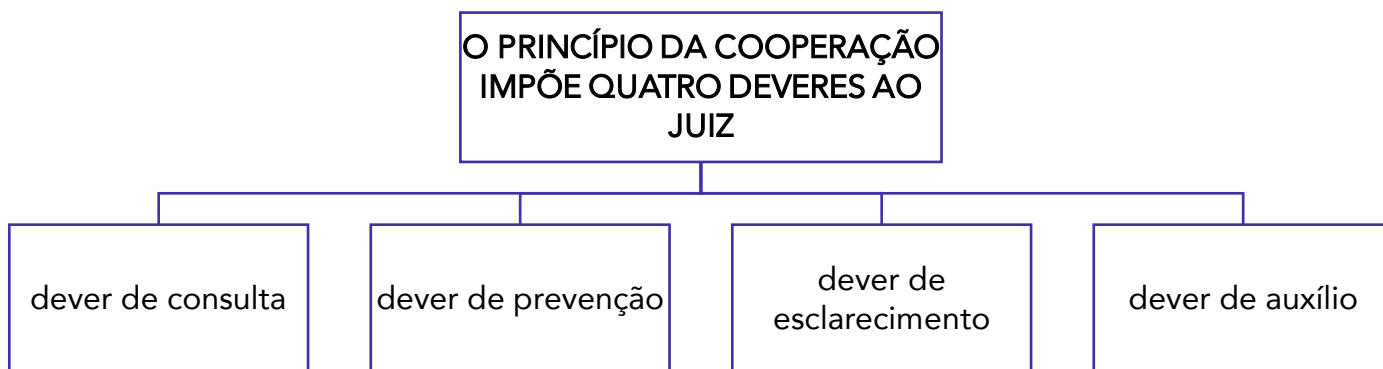 O PRINCÍPIO DA COOPERAÇÃO
IMPÕE QUATRO DEVERES AO
JUIZ
dever de consulta
dever de prevenção
dever de
esclarecimento
dever de auxílio